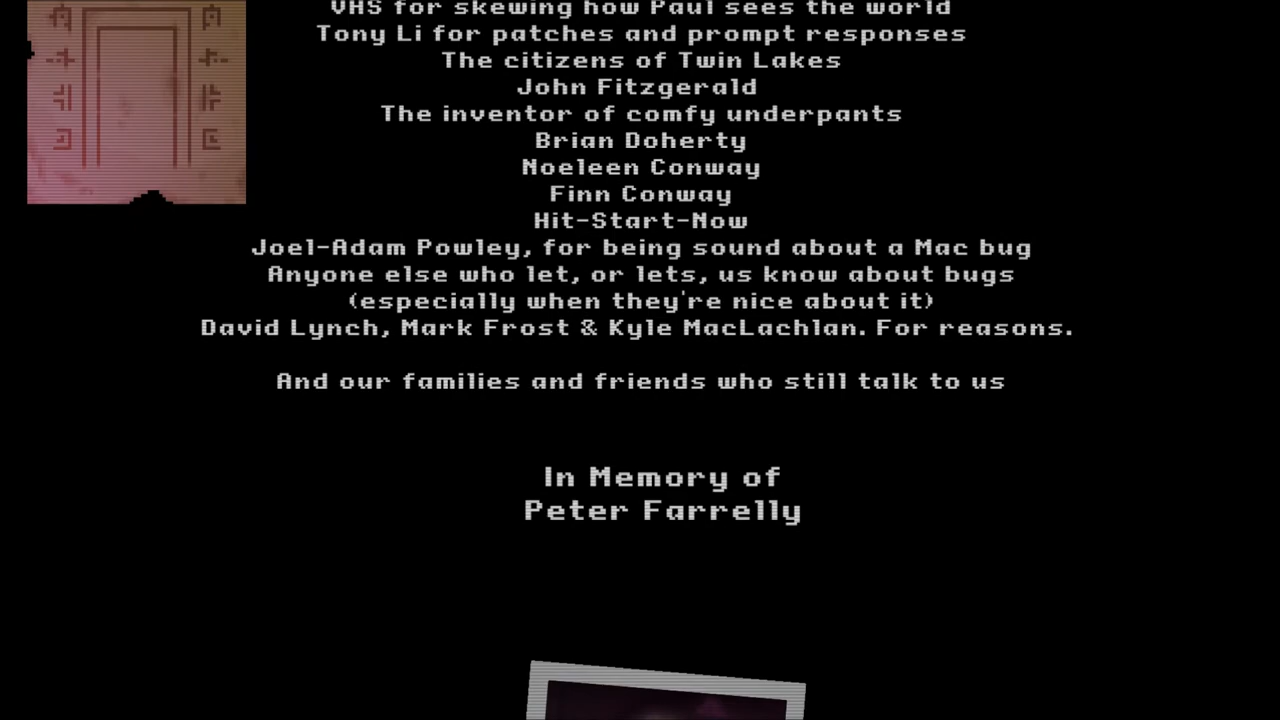 VHS for skewing how Paul sees the world
Tony Li for patches and prompt responses
The citizens of Twin Lakes
John Fitzgerald
The inventor of comfy underpants
Brian Doherty
Noeleen Conway
Finn Conway
Hit-Start-Now
Joel-Adam Powley, for being sound about a Mac bug
Anyone else who let, or lets, us know about bugs
(especially when they're nice about it)
David Lynch, Mark Frost & Kyle MacLachlan. For reasons.
And our families and friends who still talk to us
In Memory of
Peter Farrelly